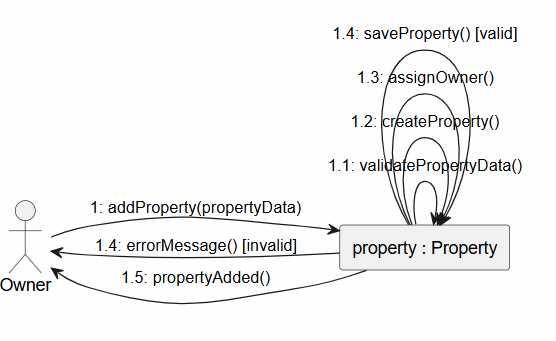 1.4: saveProperty() [valid]
1.3: assignOwner()
1.2: createProperty()
1.1: validatePropertyData()
1: addProperty(propertyData)
1.4: errorMessage() [invalid]
property : Property
1.5: propertyAdded()
Owner